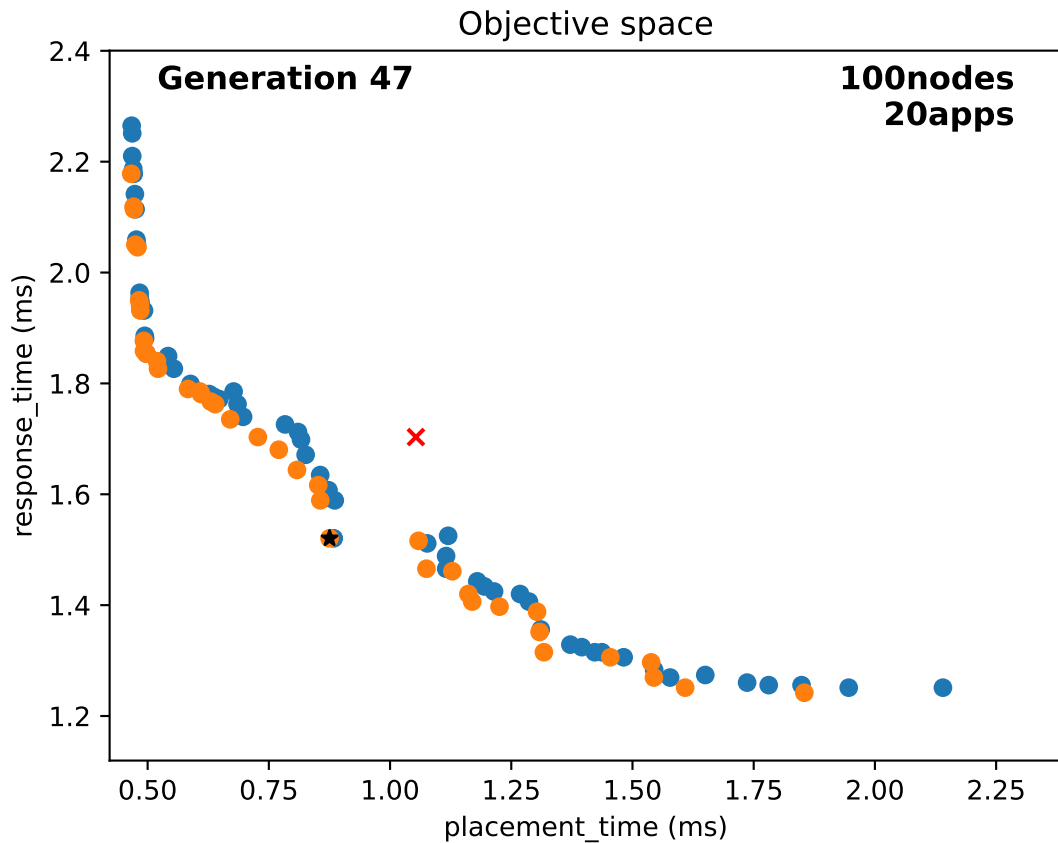 Objective space
Generation 47
100nodes
20apps
response_time (ms)
2.4
2.2
2.0
1.8
1.6
1.4
1.2
0.50 0.75 1.00 1.25 1.50 1.75 2.00 2.25
placement_time (ms)